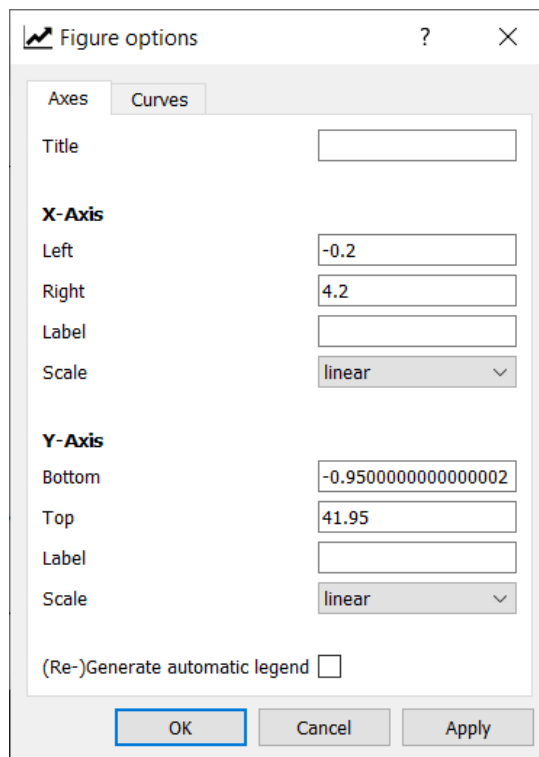 Figure options ?
Axes Curves
Title
X-Axis
Left -0.2
Right 4.2
Label
Scale linear
Y-Axis
Bottom -0.9500000000000002
Top 41.95
Label
Scale linear
(Re-)Generate automatic legend
OK Cancel Apply